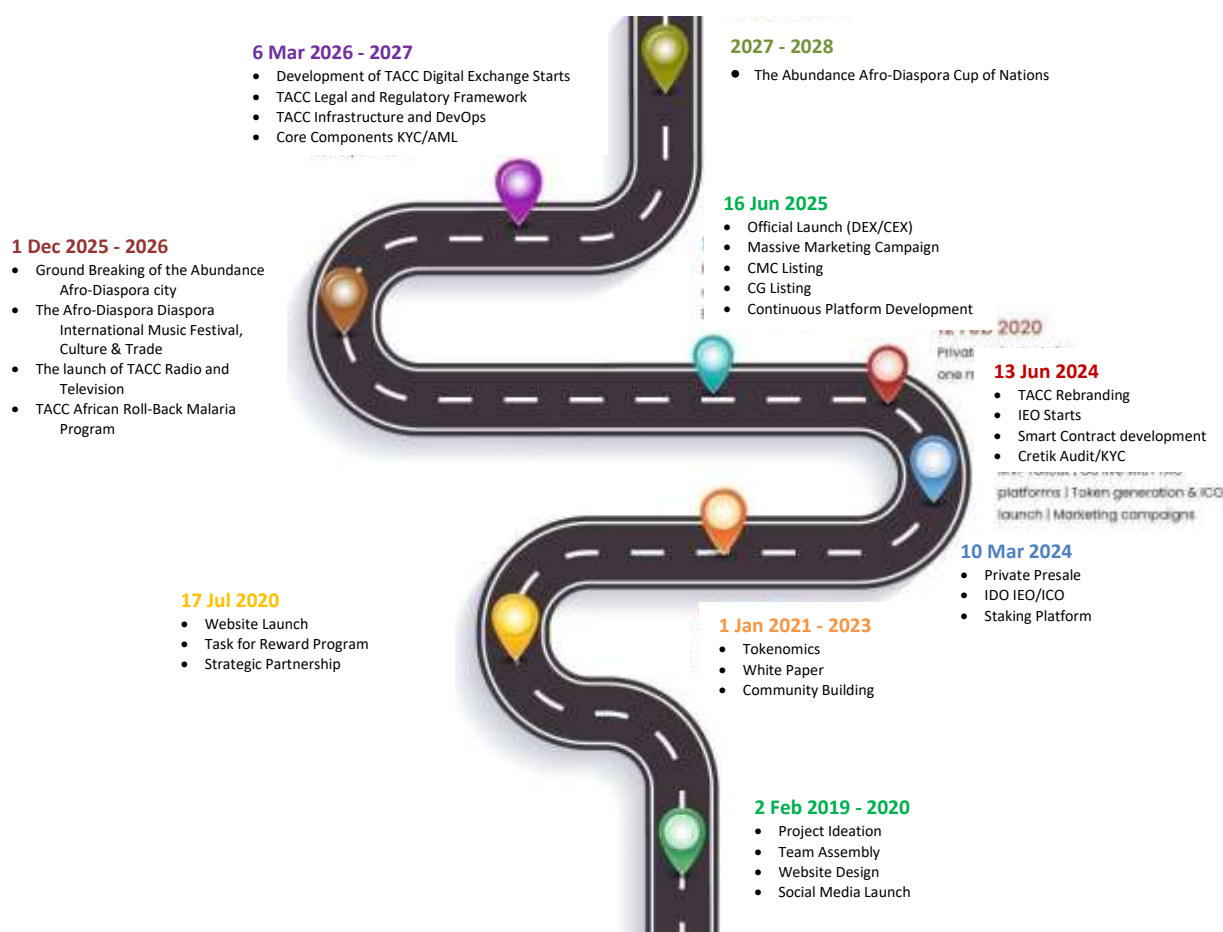 6 Mar 2026 - 2027
• Development of TACC Digital Exchange Starts
• TACC Legal and Regulatory Framework
• TACC Infrastructure and DevOps
• Core Components KYC/AML
2027 - 2028
• The Abundance Afro-Diaspora Cup of Nations
16 Jun 2025
• Official Launch (DEX/CEX)
• Massive Marketing Campaign
• CMC Listing
• CG Listing
• Continuous Platform Development
1 Dec 2025 - 2026
• Ground Breaking of the Abundance
Afro-Diaspora city
• The Afro-Diaspora Diaspora
International Music Festival,
Culture & Trade
• The launch of TACC Radio and
Television
• TACC African Roll-Back Malaria
Program
2020
13 Jun 2024
• TACC Rebranding
• IEO Starts
• Smart Contract development
• Cretik Audit/KYC
platforms | Token generation & ICO
launch | Marketing campaigns
10 Mar 2024
• Private Presale
• IDO IEO/ICO
• Staking Platform
17 Jul 2020
• Website Launch
• Task for Reward Program
• Strategic Partnership
1 Jan 2021 - 2023
• Tokenomics
• White Paper
• Community Building
2 Feb 2019 - 2020
• Project Ideation
• Team Assembly
• Website Design
• Social Media Launch